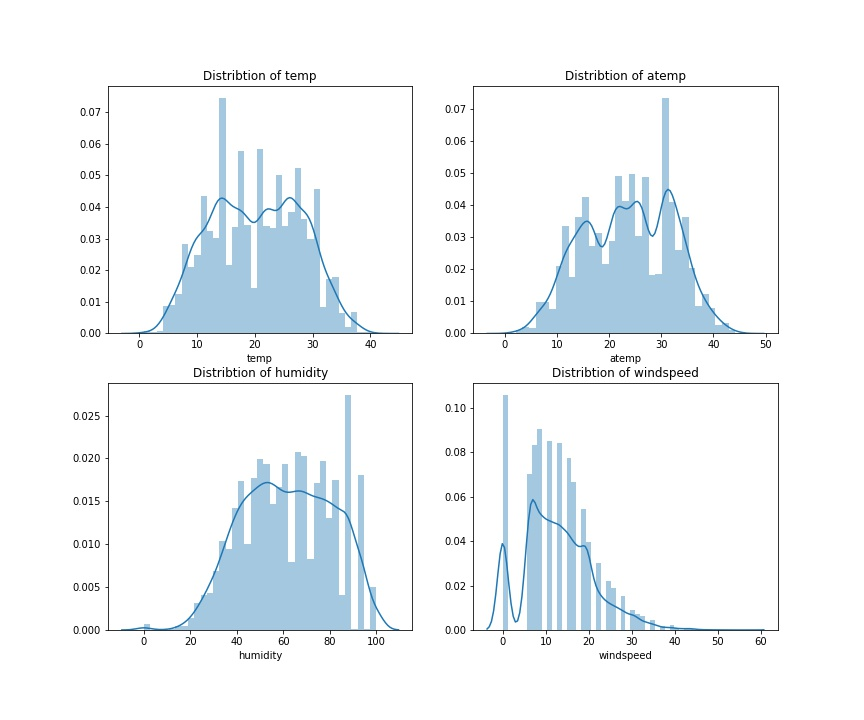 Distribtion of temp
0.07
0.06
0.05
0.04
0.03
0.02
0.01
0.00
0 10 20 30 40
temp
Distribtion of atemp
0.07
0.06
0.05
0.04
0.03
0.02
0.01
0.00
0 10 20 30 40 50
atemp
Distribtion of humidity
0.025
0.020
0.015
0.010
0.005
0.000
0 20 40 60 80 100
humidity
Distribtion of windspeed
0.10
0.08
0.06
0.04
0.02
0.00
0 10 20 30 40 50 60
windspeed